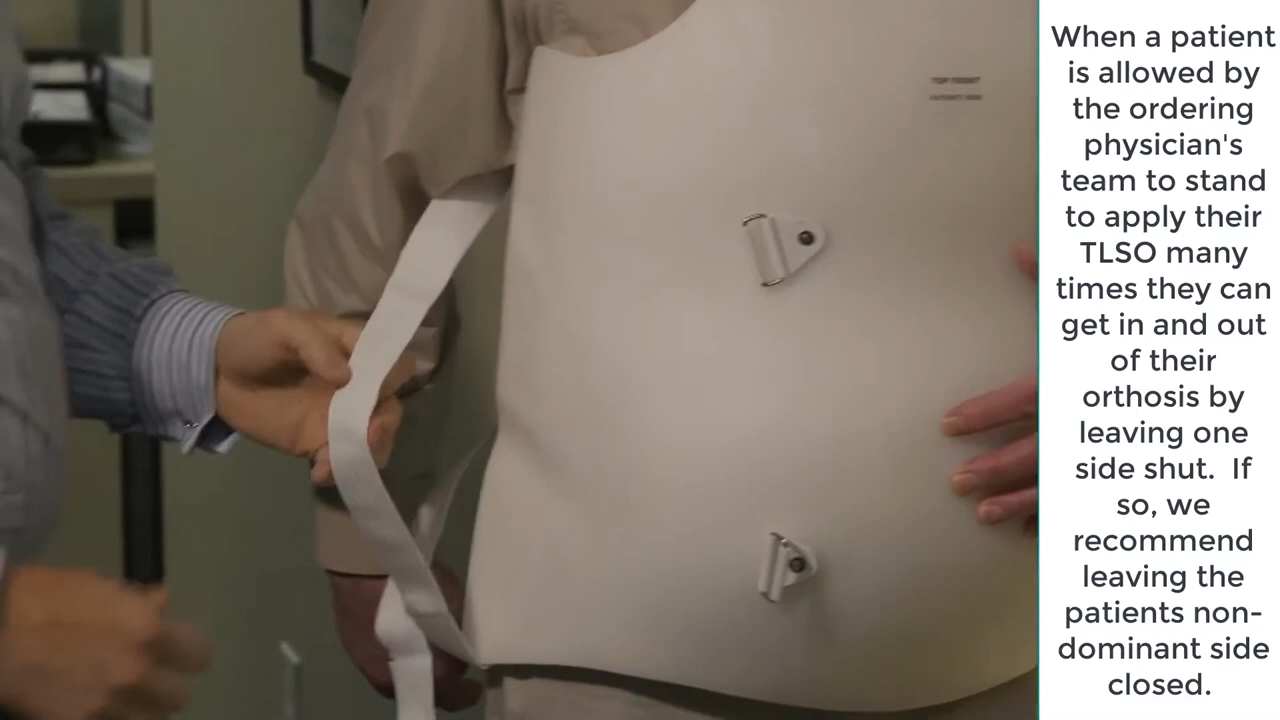 TOP FRONT
When a patient
is allowed by
the ordering
physician's
team to stand
to apply their
TLSO many
times they can
get in and out
of their
orthosis by
leaving one
side shut.  If
so, we
recommend
leaving the
patients non-
dominant side
closed.